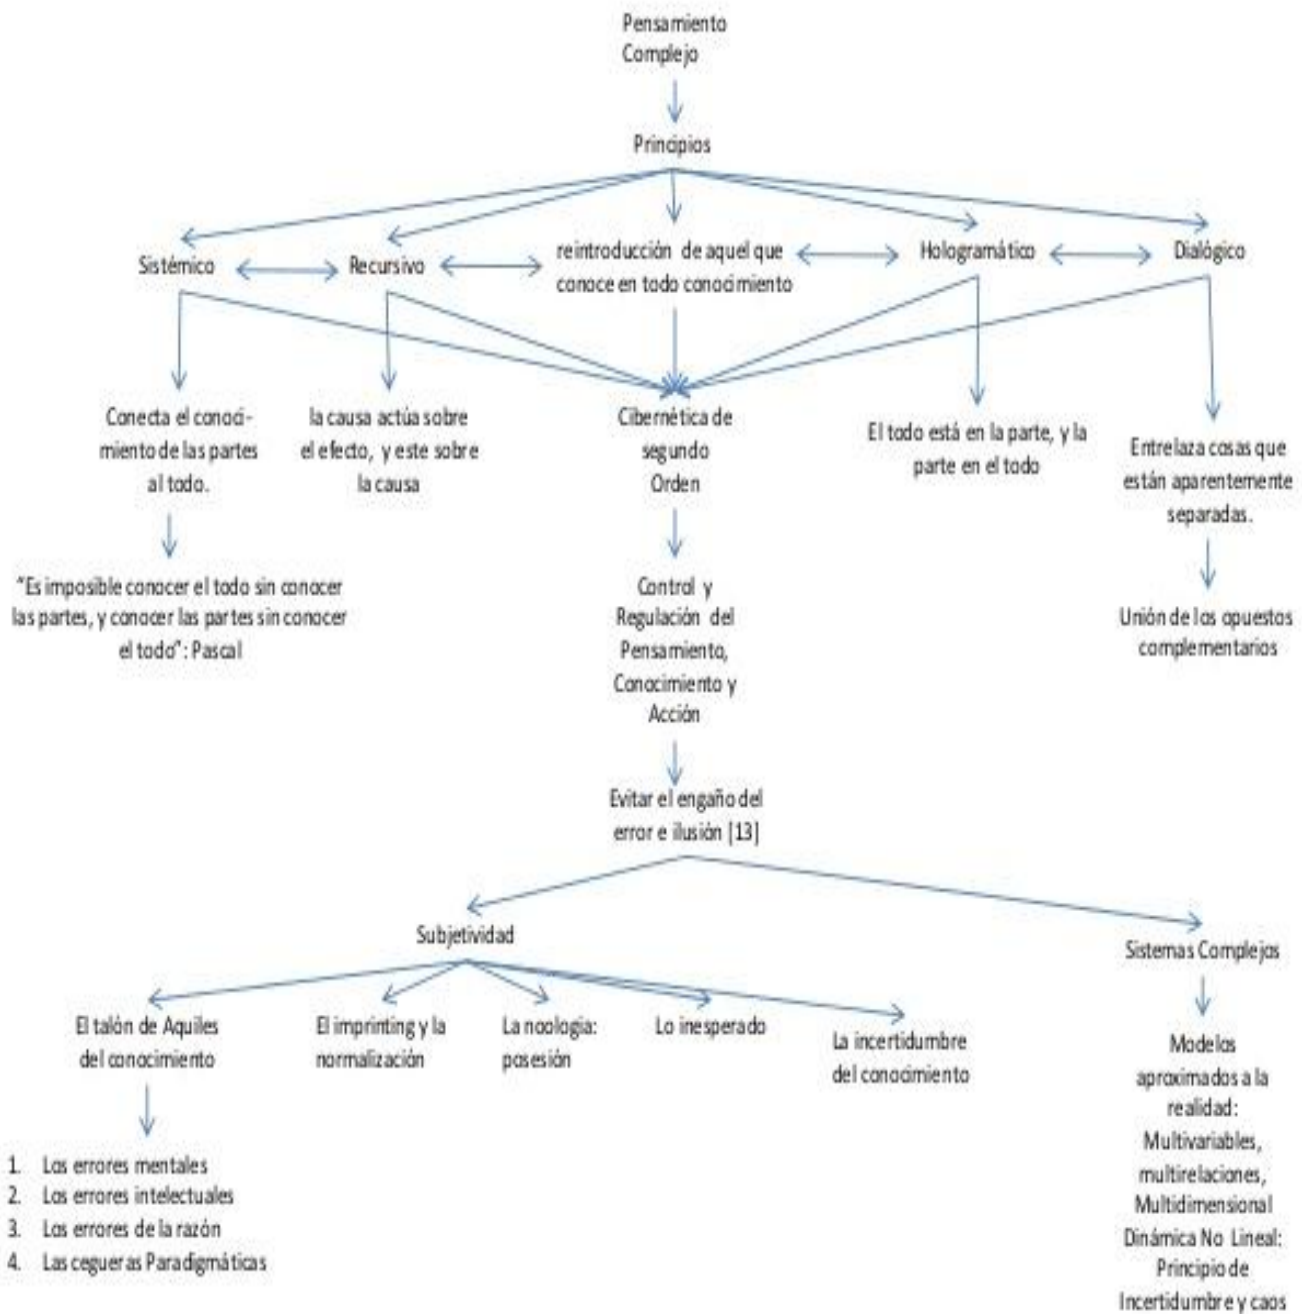 Pensamiento
Complejo
Principios
Sistémico
Recursivo
reintroducción de aquel que
conoce en todo conocimiento
Hologramático
Dialógico
Conecta el conoci-
miento de las partes
al todo.
la causa actúa sobre
el efecto, y este sobre
la causa
Cibernética de
segundo
Orden
El todo está en la parte, y la
parte en el todo
Entrelaza cosas que
están aparentemente
separadas.
"Es imposible conocer el todo sin conocer
las partes, y conocer las partes sin conocer
el todo": Pascal
Control y
Regulación del
Pensamiento,
Conocimiento y
Acción
Unión de los opuestos
complementarios
Evitar el engaño del
error e ilusión [13]
Subjetividad
Sistemas Complejos
El talón de Aquiles
del conocimiento
El imprinting y la
normalización
La noología:
posesión
Lo inesperado
La incertidumbre
del conocimiento
Modelos
aproximados a la
realidad:
Multivariables,
multirelaciones,
Multidimensional
Dinámica No Lineal:
Principio de
Incertidumbre y caos
1. Los errores mentales
2. Los errores intelectuales
3. Los errores de la razón
4. Las cegueras Paradigmáticas